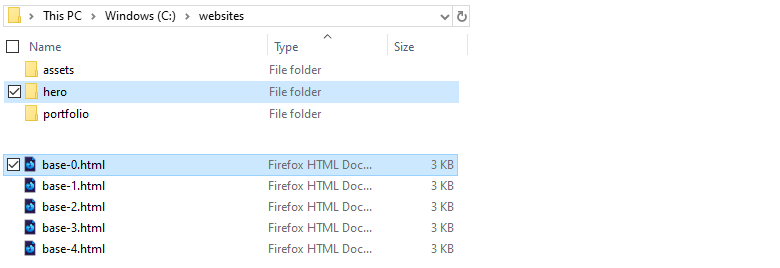 This PC > Windows (C:) > websites
Name Type Size
assets File folder
hero File folder
portfolio File folder
base-0.html Firefox HTML Doc... 3 KB
base-1.html Firefox HTML Doc... 3 KB
base-2.html Firefox HTML Doc... 3 KB
base-3.html Firefox HTML Doc... 3 KB
base-4.html Firefox HTML Doc... 3 KB